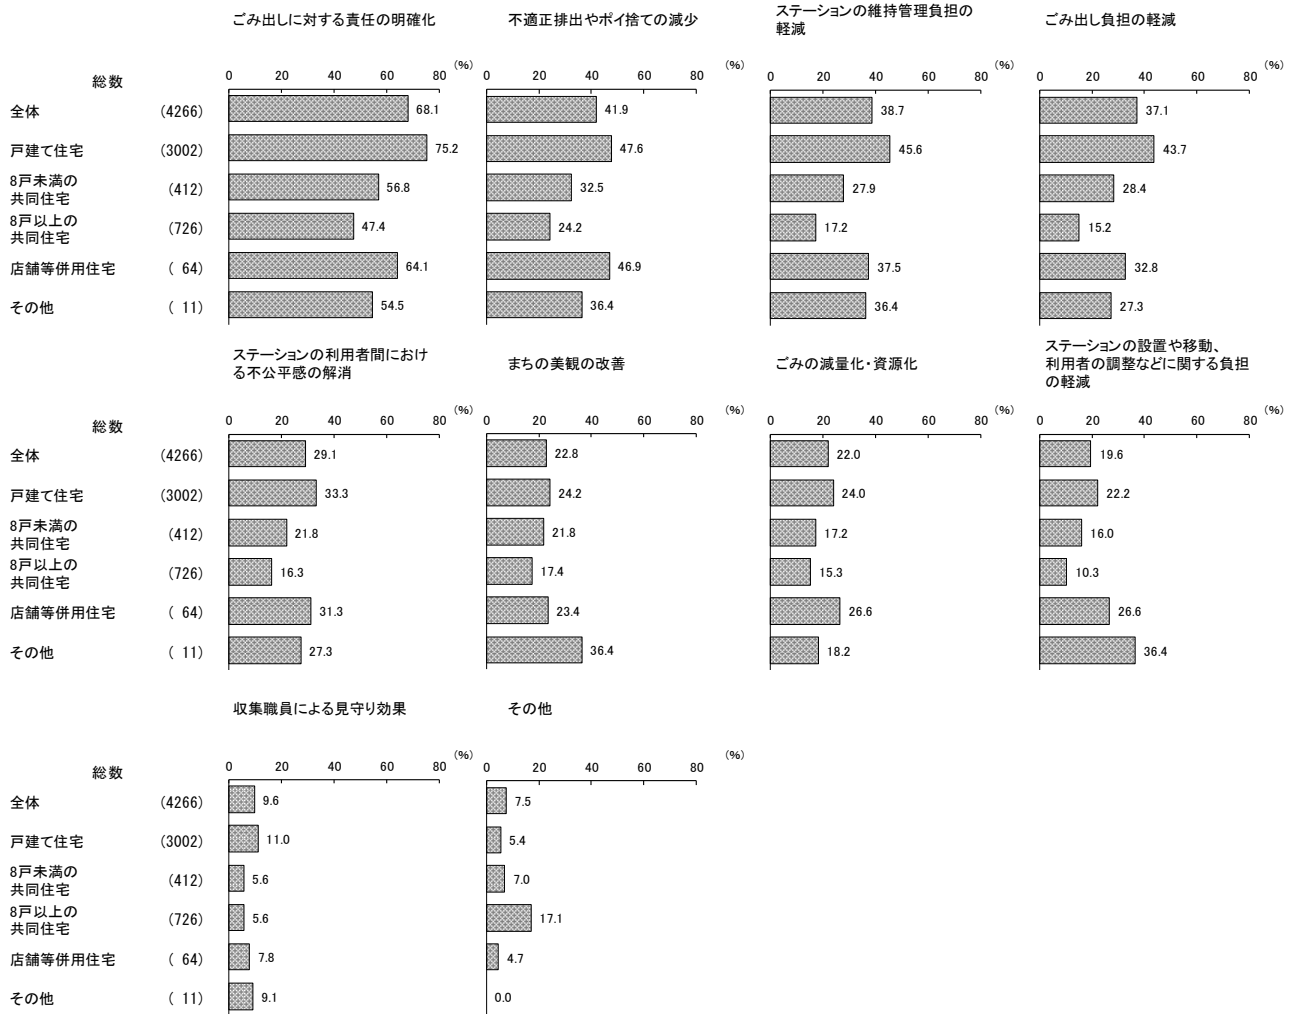 ごみ出しに対する責任の明確化
不適正排出やポイ捨ての減少
ステーションの維持管理負担の
軽減
ごみ出し負担の軽減
総数
0 20 40 60 80 (%)
0 20 40 60 80 (%)
0 20 40 60 80 (%)
0 20 40 60 80 (%)
全体 (4266) 68.1 41.9 38.7 37.1
戸建て住宅 (3002) 75.2 47.6 45.6 43.7
8戸未満の
共同住宅 (412) 56.8 32.5 27.9 28.4
8戸以上の
共同住宅 (726) 47.4 24.2 17.2 15.2
店舗等併用住宅 ( 64) 64.1 46.9 37.5 32.8
その他 ( 11) 54.5 36.4 36.4 27.3
ステーションの利用者間におけ
る不公平感の解消
まちの美観の改善
ごみの減量化・資源化
ステーションの設置や移動、
利用者の調整などに関する負担
の軽減
総数
0 20 40 60 80 (%)
0 20 40 60 80 (%)
0 20 40 60 80 (%)
0 20 40 60 80 (%)
全体 (4266) 29.1 22.8 22.0 19.6
戸建て住宅 (3002) 33.3 24.2 24.0 22.2
8戸未満の
共同住宅 (412) 21.8 21.8 17.2 16.0
8戸以上の
共同住宅 (726) 16.3 17.4 15.3 10.3
店舗等併用住宅 ( 64) 31.3 23.4 26.6 26.6
その他 ( 11) 27.3 36.4 18.2 36.4
収集職員による見守り効果
その他
総数
0 20 40 60 80 (%)
0 20 40 60 80 (%)
全体 (4266) 9.6 7.5
戸建て住宅 (3002) 11.0 5.4
8戸未満の
共同住宅 (412) 5.6 7.0
8戸以上の
共同住宅 (726) 5.6 17.1
店舗等併用住宅 ( 64) 7.8 4.7
その他 ( 11) 9.1 0.0